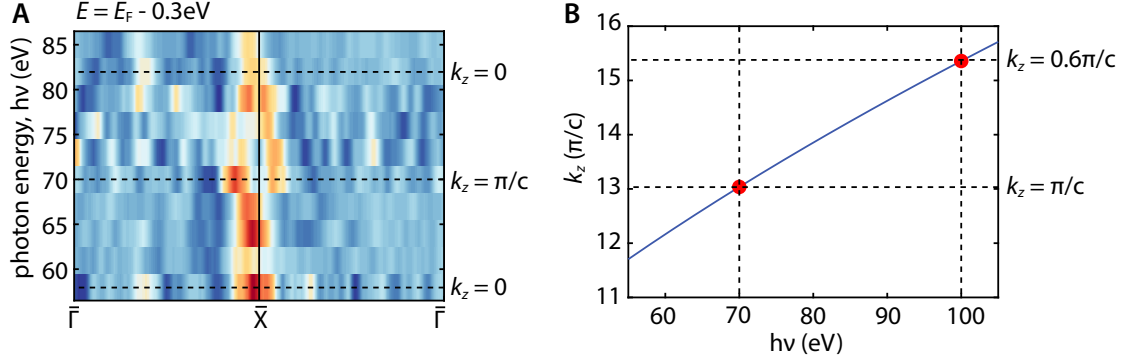 A
E = E_F - 0.3eV
photon energy, hν (eV)
85
80
75
70
65
60
k_z = 0
k_z = π/c
k_z = 0
Γ̅
X̅
Γ̅
B
k_z (π/c)
16
15
14
13
12
11
k_z = 0.6π/c
k_z = π/c
60
70
80
90
100
hν (eV)